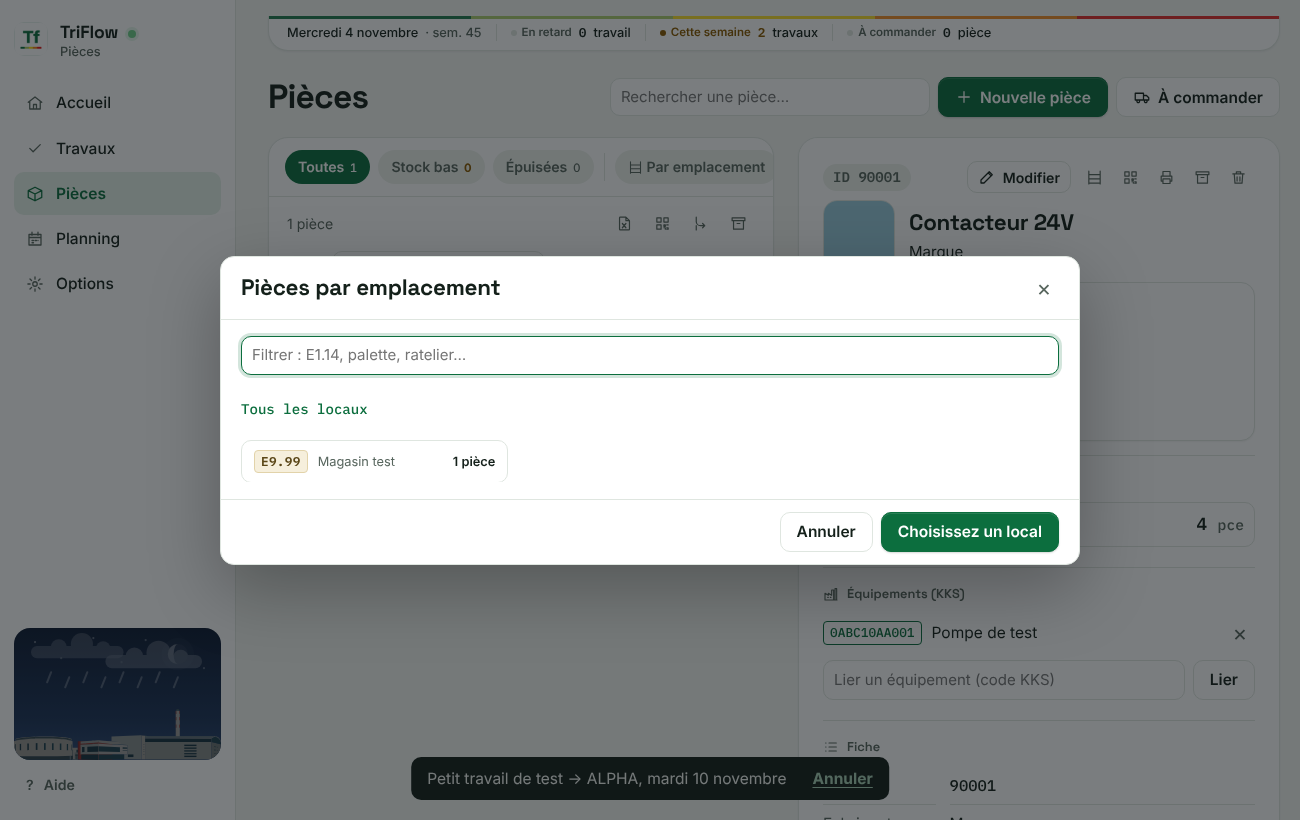 Tf TriFlow
Pièces
Accueil
Travaux
Pièces
Planning
Options
? Aide
Mercredi 4 novembre · sem. 45 En retard 0 travail Cette semaine 2 travaux À commander 0 pièce
Pièces
Rechercher une pièce...
+ Nouvelle pièce
À commander
Toutes 1 Stock bas 0 Épuisées 0 Par emplacement
1 pièce
ID 90001
Modifier
Contacteur 24V
Marque
Pièces par emplacement
×
Filtrer : E1.14, palette, ratelier...
Tous les locaux
E9.99 Magasin test 1 pièce
Annuler
Choisissez un local
4 pce
Équipements (KKS)
0ABC10AA001 Pompe de test ×
Lier un équipement (code KKS)
Lier
Fiche
90001
Petit travail de test → ALPHA, mardi 10 novembre Annuler